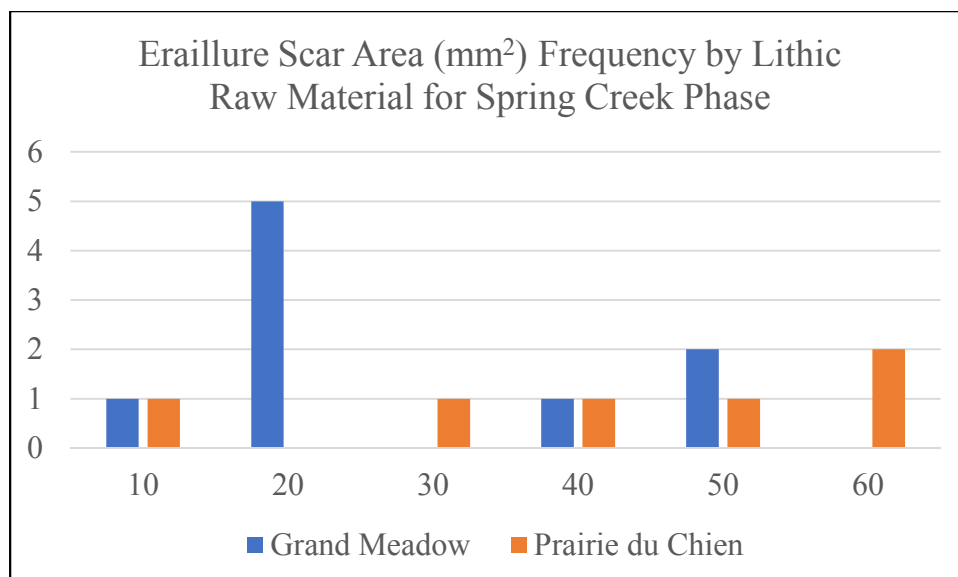 Eraillure Scar Area (mm²) Frequency by Lithic
Raw Material for Spring Creek Phase
6
5
4
3
2
1
0
10 20 30 40 50 60
Grand Meadow Prairie du Chien